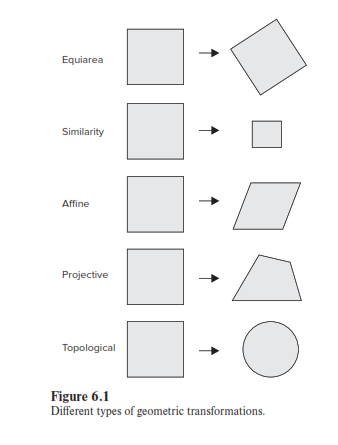 Equiarea
Similarity
Affine
Projective
Topological
Figure 6.1
Different types of geometric transformations.